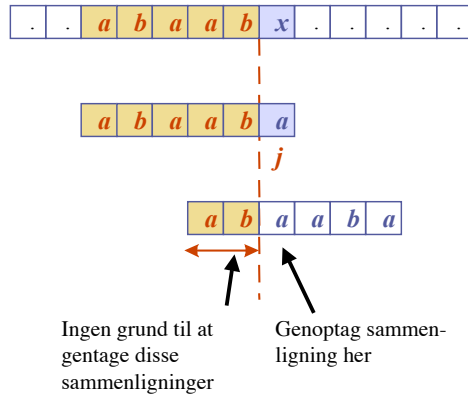 . . a b a a b x . . . . .
a b a a b a
j
a b a a b a
Ingen grund til at
gentage disse
sammenligninger
Genoptag sammen-
ligning her